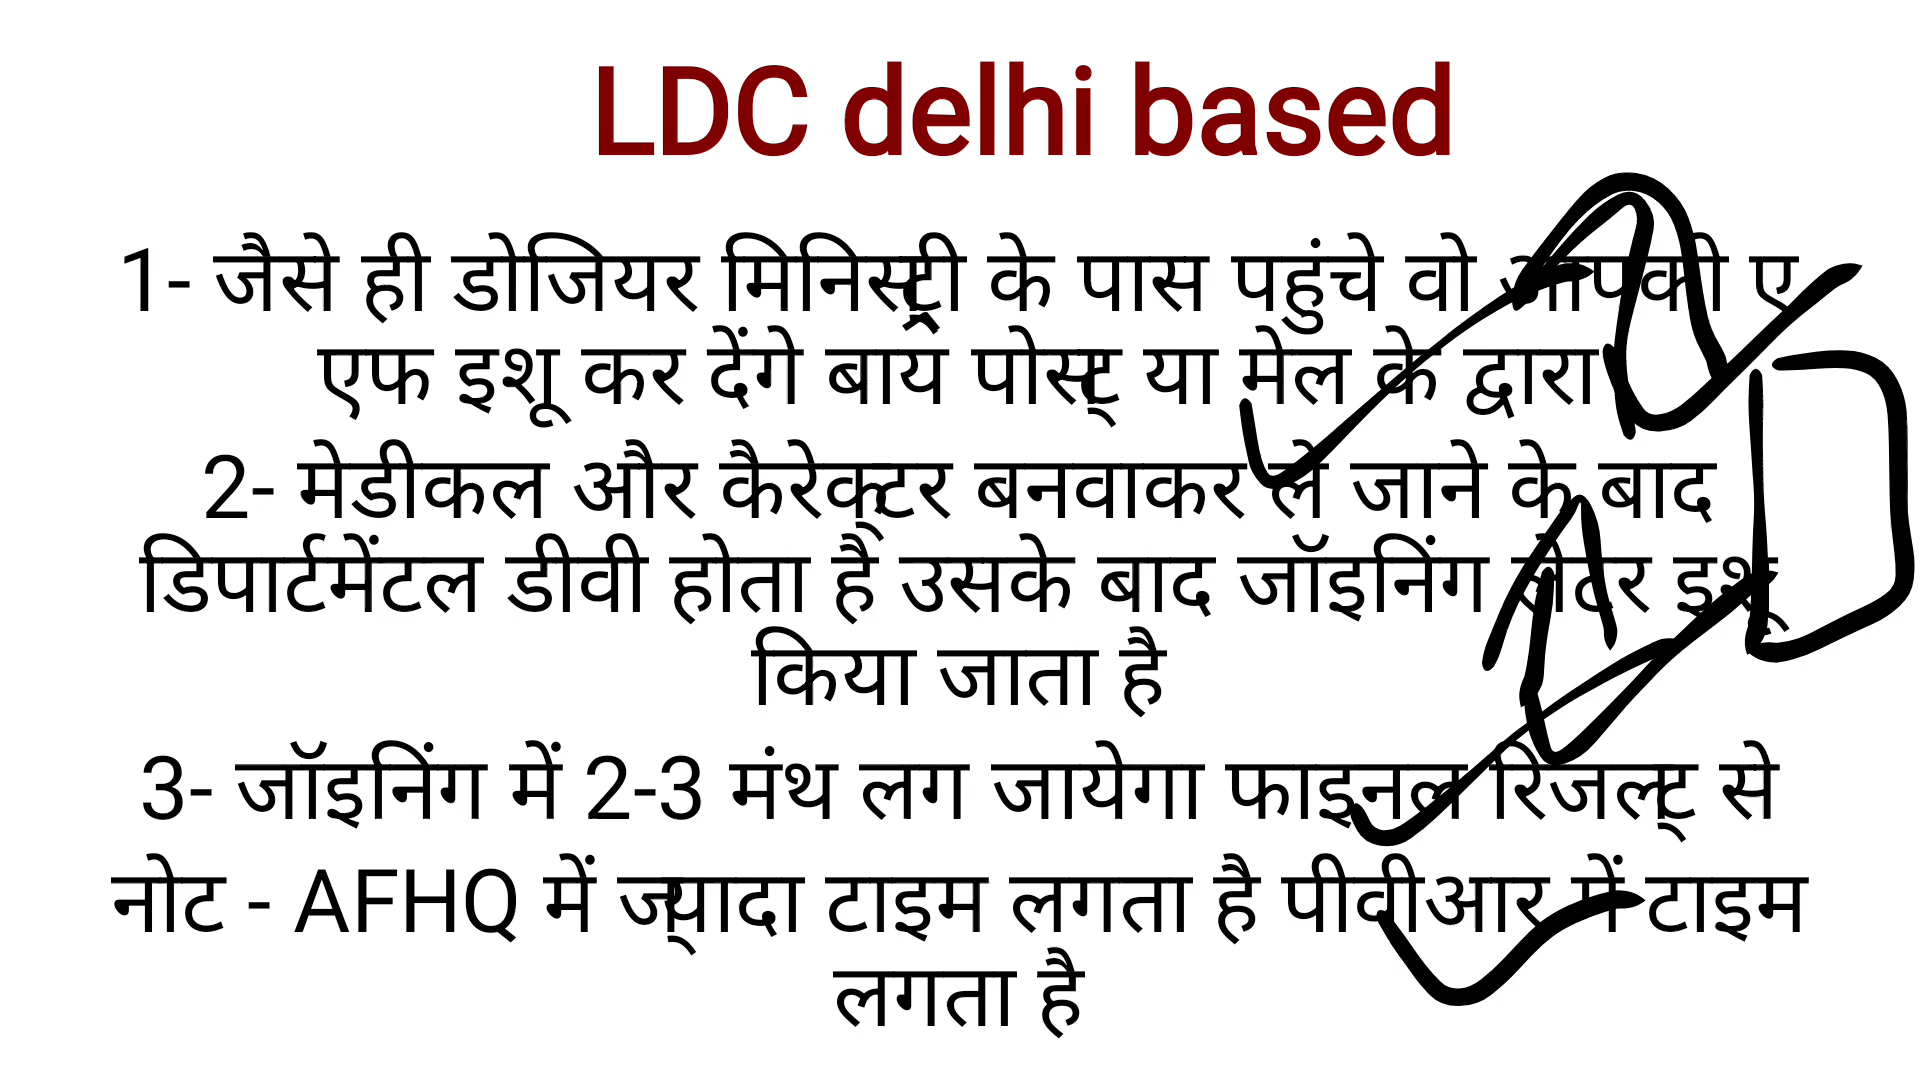 LDC delhi based
1- जैसे ही डोजियर मिनिस्ट्री के पास पहुंचे वो आपकी ए
एफ इशू कर देंगे बाय पोस्ट् या मेल के द्वारा
2- मेडीकल और कैरेक्टर बनवाकर ले जाने के बाद
डिपार्टमेंटल डीवी होता है उसके बाद जॉइनिंग लेटर इशू
किया जाता है
3- जॉइनिंग में 2-3 मंथ लग जायेगा फाइनल रिजल्ट् से
नोट - AFHQ में ज्यादा टाइम लगता है पीवीआर में टाइम
लगता है